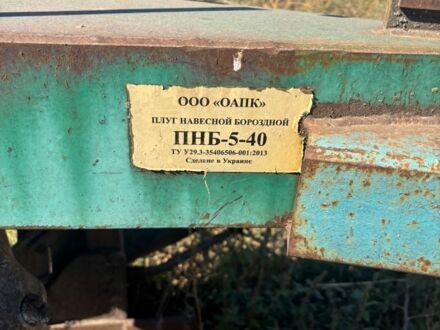 ООО «ОАПК»
ПЛУГ НАВЕСНОЙ БОРОЗДНОЙ
ПНБ-5-40
ТУ У29.3-35406506-001:2013
Сделано в Украине